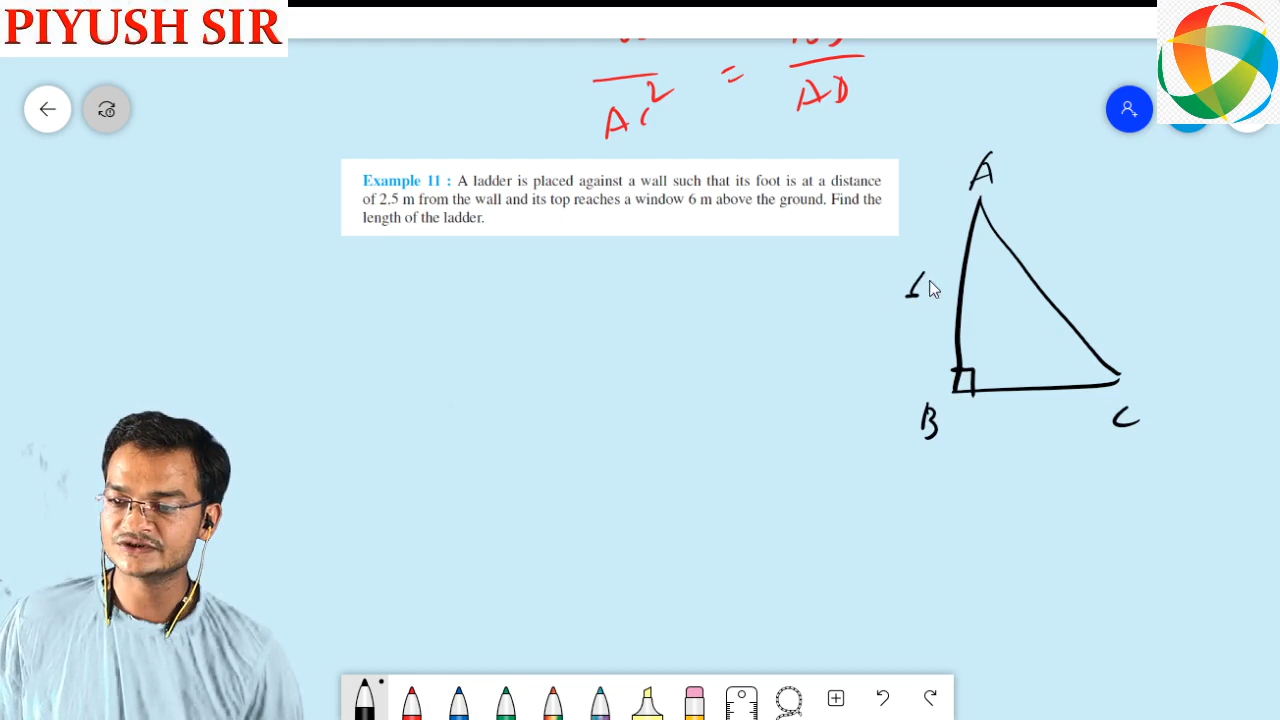 PIYUSH SIR
AC² = AD
Example 11 : A ladder is placed against a wall such that its foot is at a distance
of 2.5 m from the wall and its top reaches a window 6 m above the ground. Find the
length of the ladder.
A
B
C